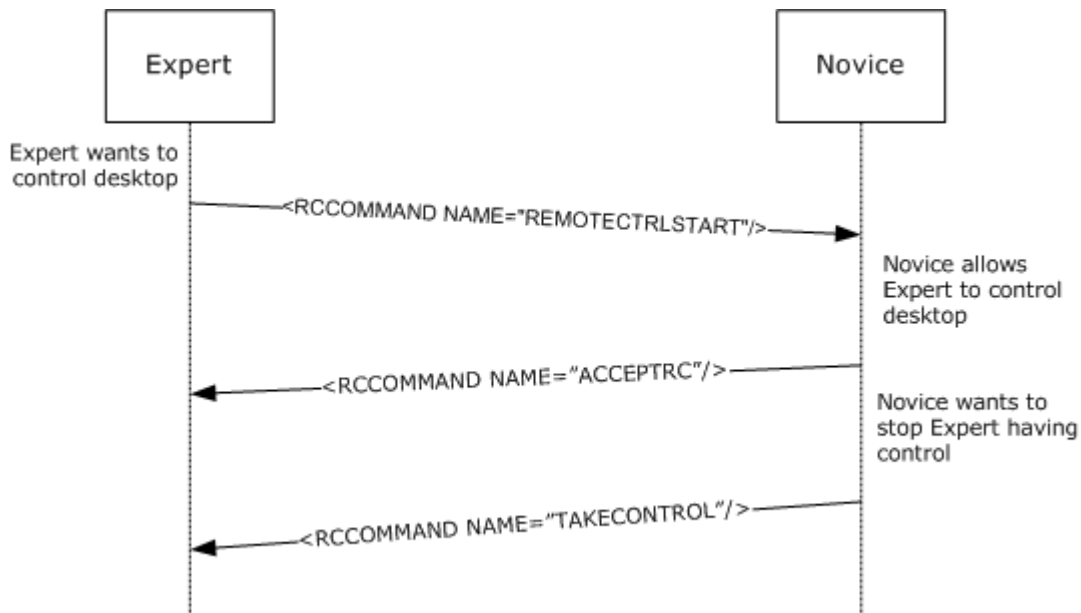 Expert
Novice
Expert wants to
control desktop
<RCCOMMAND NAME="REMOTECTRLSTART"/>
Novice allows
Expert to control
desktop
<RCCOMMAND NAME=”ACCEPTRC”/>
Novice wants to
stop Expert having
control
<RCCOMMAND NAME=”TAKECONTROL”/>